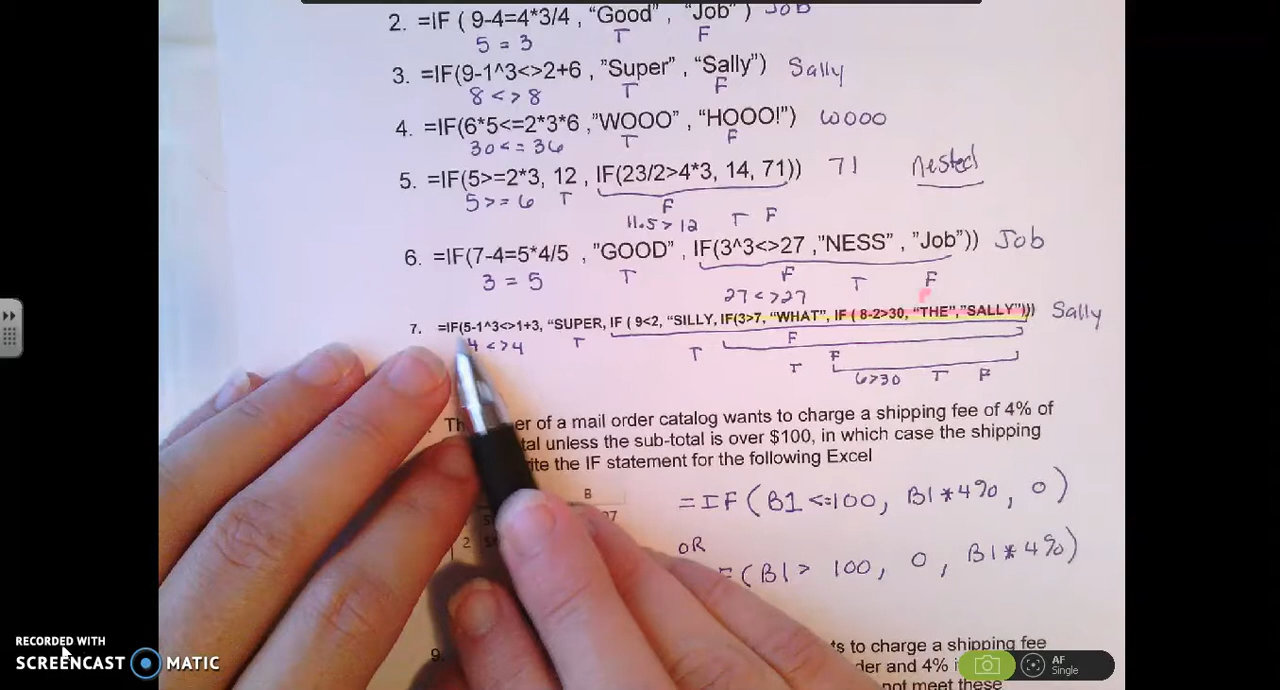 2. =IF ( 9-4=4*3/4 , “Good” , “Job” ) Job
5 = 3 T F
3. =IF(9-1^3<>2+6 , ”Super” , “Sally”) Sally
8 <> 8 T F
4. =IF(6*5<=2*3*6 ,”WOOO” , “HOOO!”) WOOO
30 <= 36 T F
5. =IF(5>=2*3, 12 , IF(23/2>4*3, 14, 71)) 71 nested
5 >= 6 T F
11.5 > 12 T F
6. =IF(7-4=5*4/5 , ”GOOD” , IF(3^3<>27 ,”NESS” , “Job”)) Job
3 = 5 T F
27 <> 27 T F
7. =IF(5-1^3<>1+3, “SUPER, IF ( 9<2, “SILLY, IF(3>7, “WHAT”, IF ( 8-2>30, “THE”,”SALLY”))) Sally
4 <> 4 T F
T F
T 6>30 T F
er of a mail order catalog wants to charge a shipping fee of 4% of
tal unless the sub-total is over $100, in which case the shipping
ite the IF statement for the following Excel
B
2
=IF(B1 <=100, B1*4%, 0)
OR
(B1 > 100, 0, B1*4%)
9.
ts to charge a shipping fee
der and 4% i
not meet these
RECORDED WITH
SCREENCAST MATIC
AF
Single